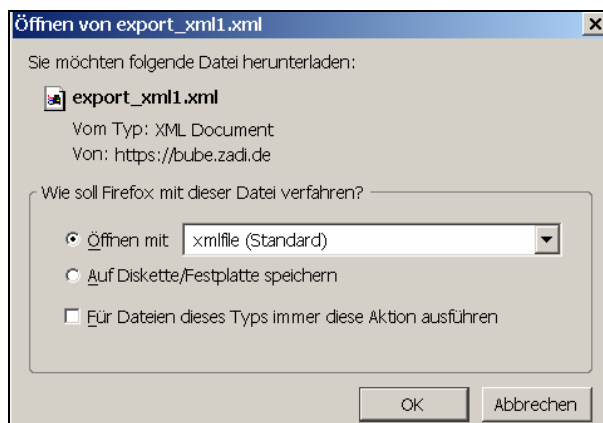 Öffnen von export_xml1.xml
Sie möchten folgende Datei herunterladen:
export_xml1.xml
Vom Typ: XML Document
Von: https://bube.zadi.de
Wie soll Firefox mit dieser Datei verfahren?
Öffnen mit xmlfile (Standard)
Auf Diskette/Festplatte speichern
Für Dateien dieses Typs immer diese Aktion ausführen
OK Abbrechen